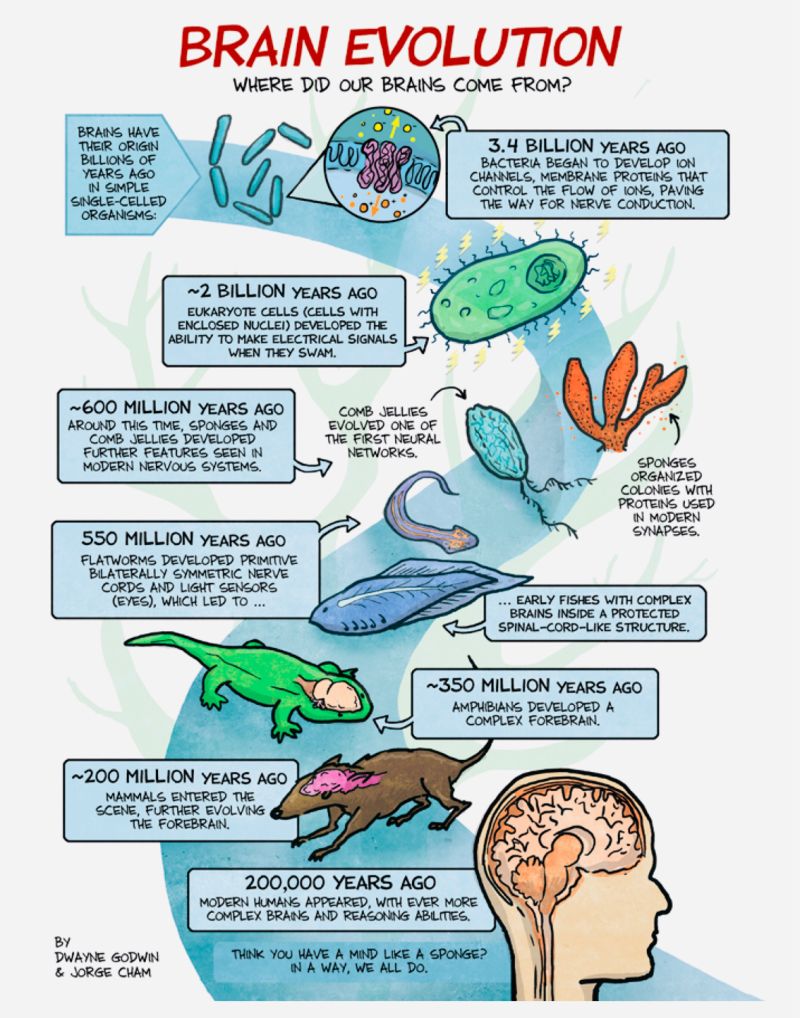 BRAIN EVOLUTION
WHERE DID OUR BRAINS COME FROM?
BRAINS HAVE
THEIR ORIGIN
BILLIONS OF
YEARS AGO
IN SIMPLE
SINGLE-CELLED
ORGANISMS:
3.4 BILLION YEARS AGO
BACTERIA BEGAN TO DEVELOP ION
CHANNELS, MEMBRANE PROTEINS THAT
CONTROL THE FLOW OF IONS, PAVING
THE WAY FOR NERVE CONDUCTION.
~2 BILLION YEARS AGO
EUKARYOTE CELLS (CELLS WITH
ENCLOSED NUCLEI) DEVELOPED THE
ABILITY TO MAKE ELECTRICAL SIGNALS
WHEN THEY SWAM.
~600 MILLION YEARS AGO
AROUND THIS TIME, SPONGES AND
COMB JELLIES DEVELOPED
FURTHER FEATURES SEEN IN
MODERN NERVOUS SYSTEMS.
COMB JELLIES
EVOLVED ONE OF
THE FIRST NEURAL
NETWORKS.
SPONGES
ORGANIZED
COLONIES WITH
PROTEINS USED
IN MODERN
SYNAPSES.
550 MILLION YEARS AGO
FLATWORMS DEVELOPED PRIMITIVE
BILATERALLY SYMMETRIC NERVE
CORDS AND LIGHT SENSORS
(EYES), WHICH LED TO ...
... EARLY FISHES WITH COMPLEX
BRAINS INSIDE A PROTECTED
SPINAL-CORD-LIKE STRUCTURE.
~350 MILLION YEARS AGO
AMPHIBIANS DEVELOPED A
COMPLEX FOREBRAIN.
~200 MILLION YEARS AGO
MAMMALS ENTERED THE
SCENE, FURTHER EVOLVING
THE FOREBRAIN.
200,000 YEARS AGO
MODERN HUMANS APPEARED, WITH EVER MORE
COMPLEX BRAINS AND REASONING ABILITIES.
THINK YOU HAVE A MIND LIKE A SPONGE?
IN A WAY, WE ALL DO.
BY
DWAYNE GODWIN
& JORGE CHAM